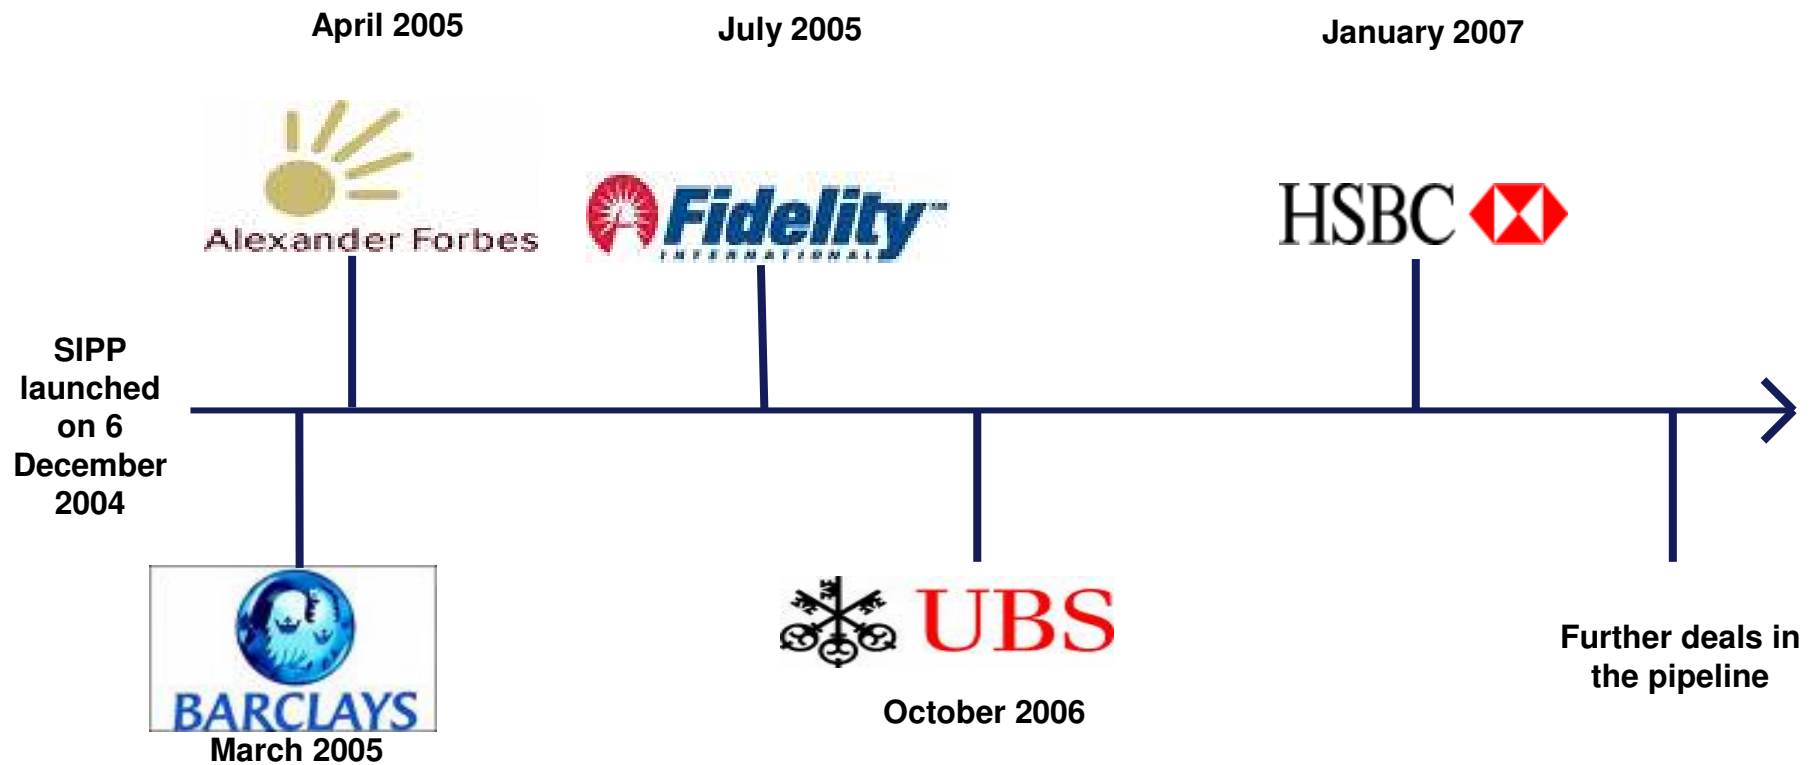 April 2005
July 2005
January 2007
Alexander Forbes
Fidelity
INTERNATIONAL
HSBC
SIPP
launched
on 6
December
2004
BARCLAYS
March 2005
UBS
October 2006
Further deals in
the pipeline